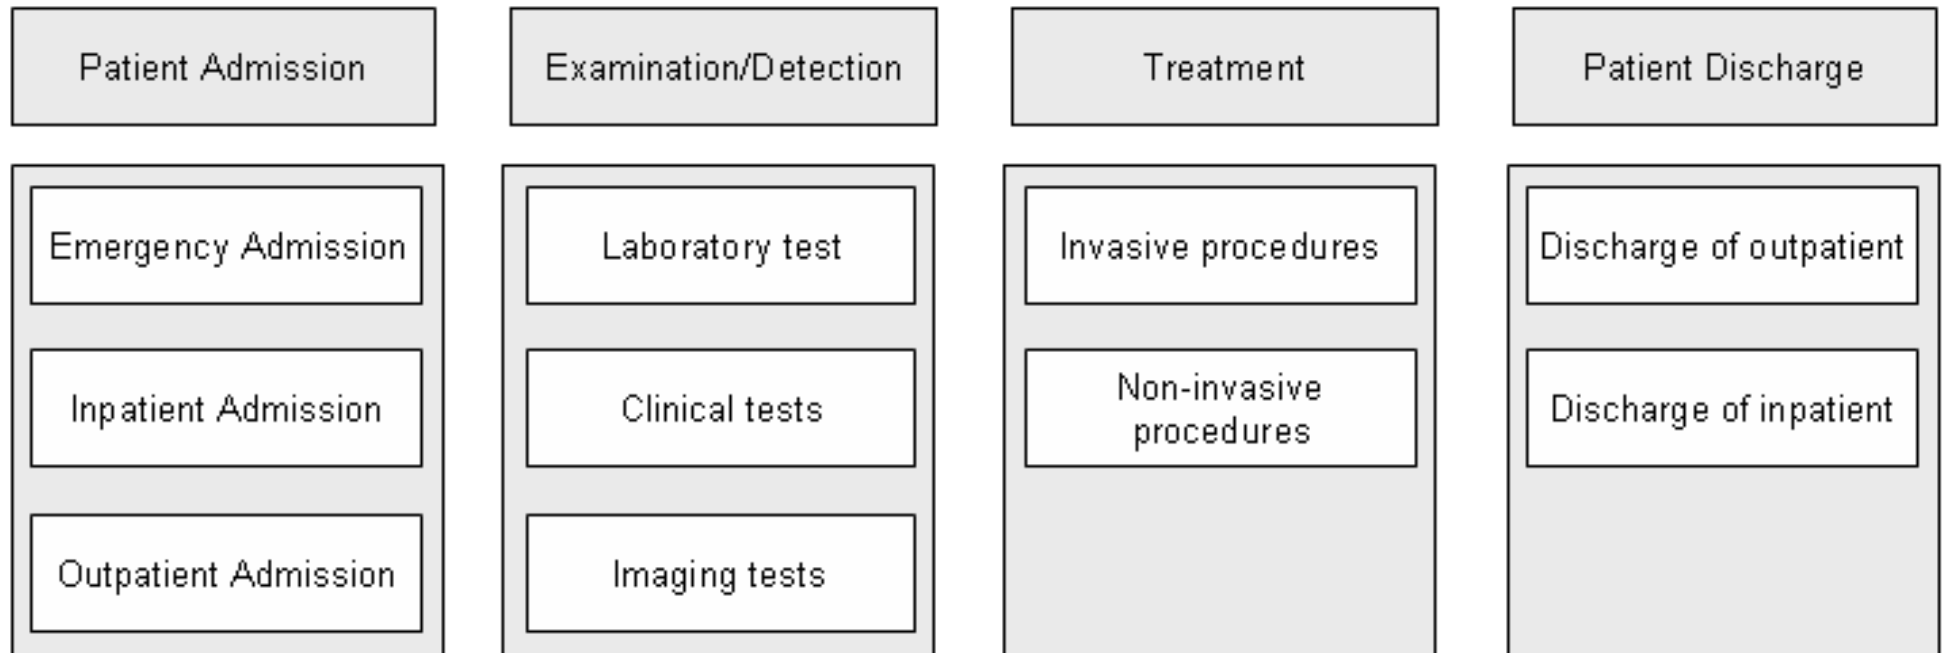 Patient Admission
Examination/Detection
Treatment
Patient Discharge
Emergency Admission
Laboratory test
Invasive procedures
Discharge of outpatient
Inpatient Admission
Clinical tests
Non-invasive
procedures
Discharge of inpatient
Outpatient Admission
Imaging tests